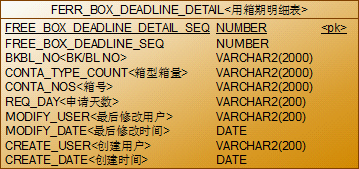 FERR_BOX_DEADLINE_DETAIL<用箱期明细表>
FREE_BOX_DEADLINE_DETAIL_SEQ NUMBER <pk>
FREE_BOX_DEADLINE_SEQ NUMBER
BKBL_NO<BK/BL NO> VARCHAR2(2000)
CONTA_TYPE_COUNT<箱型箱量> VARCHAR2(2000)
CONTA_NOS<箱号> VARCHAR2(2000)
REQ_DAY<申请天数> VARCHAR2(2000)
MODIFY_USER<最后修改用户> VARCHAR2(200)
MODIFY_DATE<最后修改时间> DATE
CREATE_USER<创建用户> VARCHAR2(200)
CREATE_DATE<创建时间> DATE